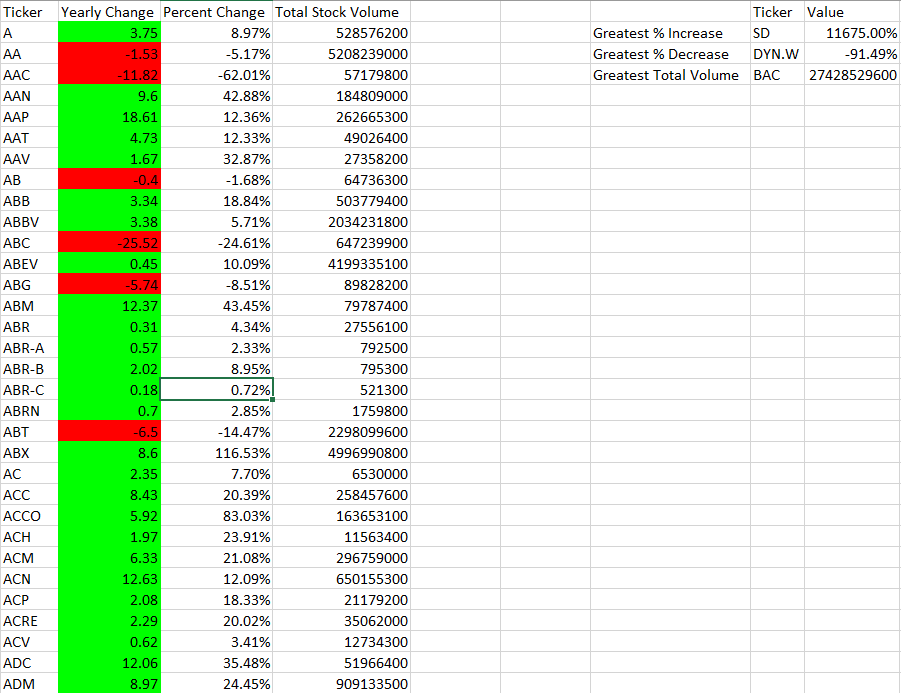 Ticker Yearly Change Percent Change Total Stock Volume Ticker Value
A 3.75 8.97% 528576200 Greatest % Increase SD 11675.00%
AA -1.53 -5.17% 5208239000 Greatest % Decrease DYN.W -91.49%
AAC -11.82 -62.01% 57179800 Greatest Total Volume BAC 27428529600
AAN 9.6 42.88% 184809000
AAP 18.61 12.36% 262665300
AAT 4.73 12.33% 49026400
AAV 1.67 32.87% 27358200
AB -0.4 -1.68% 64736300
ABB 3.34 18.84% 503779400
ABBV 3.38 5.71% 2034231800
ABC -25.52 -24.61% 647239900
ABEV 0.45 10.09% 4199335100
ABG -5.74 -8.51% 89828200
ABM 12.37 43.45% 79787400
ABR 0.31 4.34% 27556100
ABR-A 0.57 2.33% 792500
ABR-B 2.02 8.95% 795300
ABR-C 0.18 0.72% 521300
ABRN 0.7 2.85% 1759800
ABT -6.5 -14.47% 2298099600
ABX 8.6 116.53% 4996990800
AC 2.35 7.70% 6530000
ACC 8.43 20.39% 258457600
ACCO 5.92 83.03% 163653100
ACH 1.97 23.91% 11563400
ACM 6.33 21.08% 296759000
ACN 12.63 12.09% 650155300
ACP 2.08 18.33% 21179200
ACRE 2.29 20.02% 35062000
ACV 0.62 3.41% 12734300
ADC 12.06 35.48% 51966400
ADM 8.97 24.45% 909133500